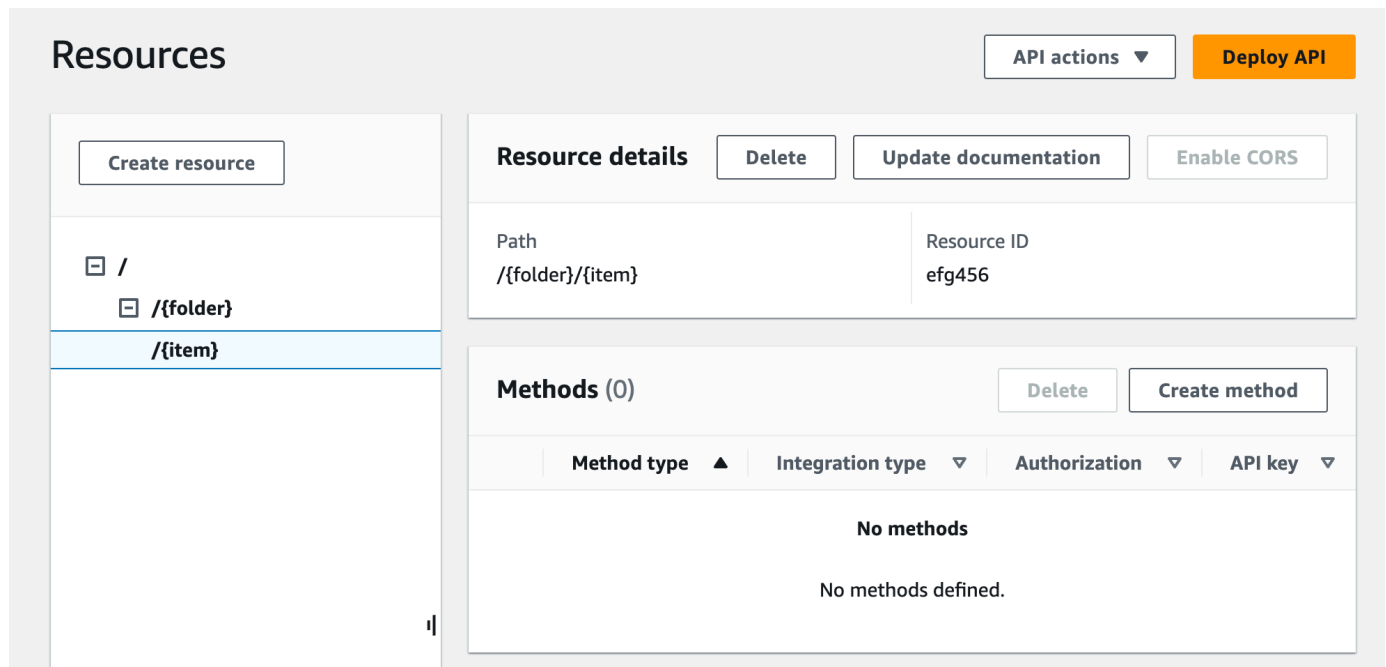 Resources
API actions
Deploy API
Create resource
/
/{folder}
/{item}
Resource details
Delete
Update documentation
Enable CORS
Path
/{folder}/{item}
Resource ID
efg456
Methods (0)
Delete
Create method
Method type
Integration type
Authorization
API key
No methods
No methods defined.